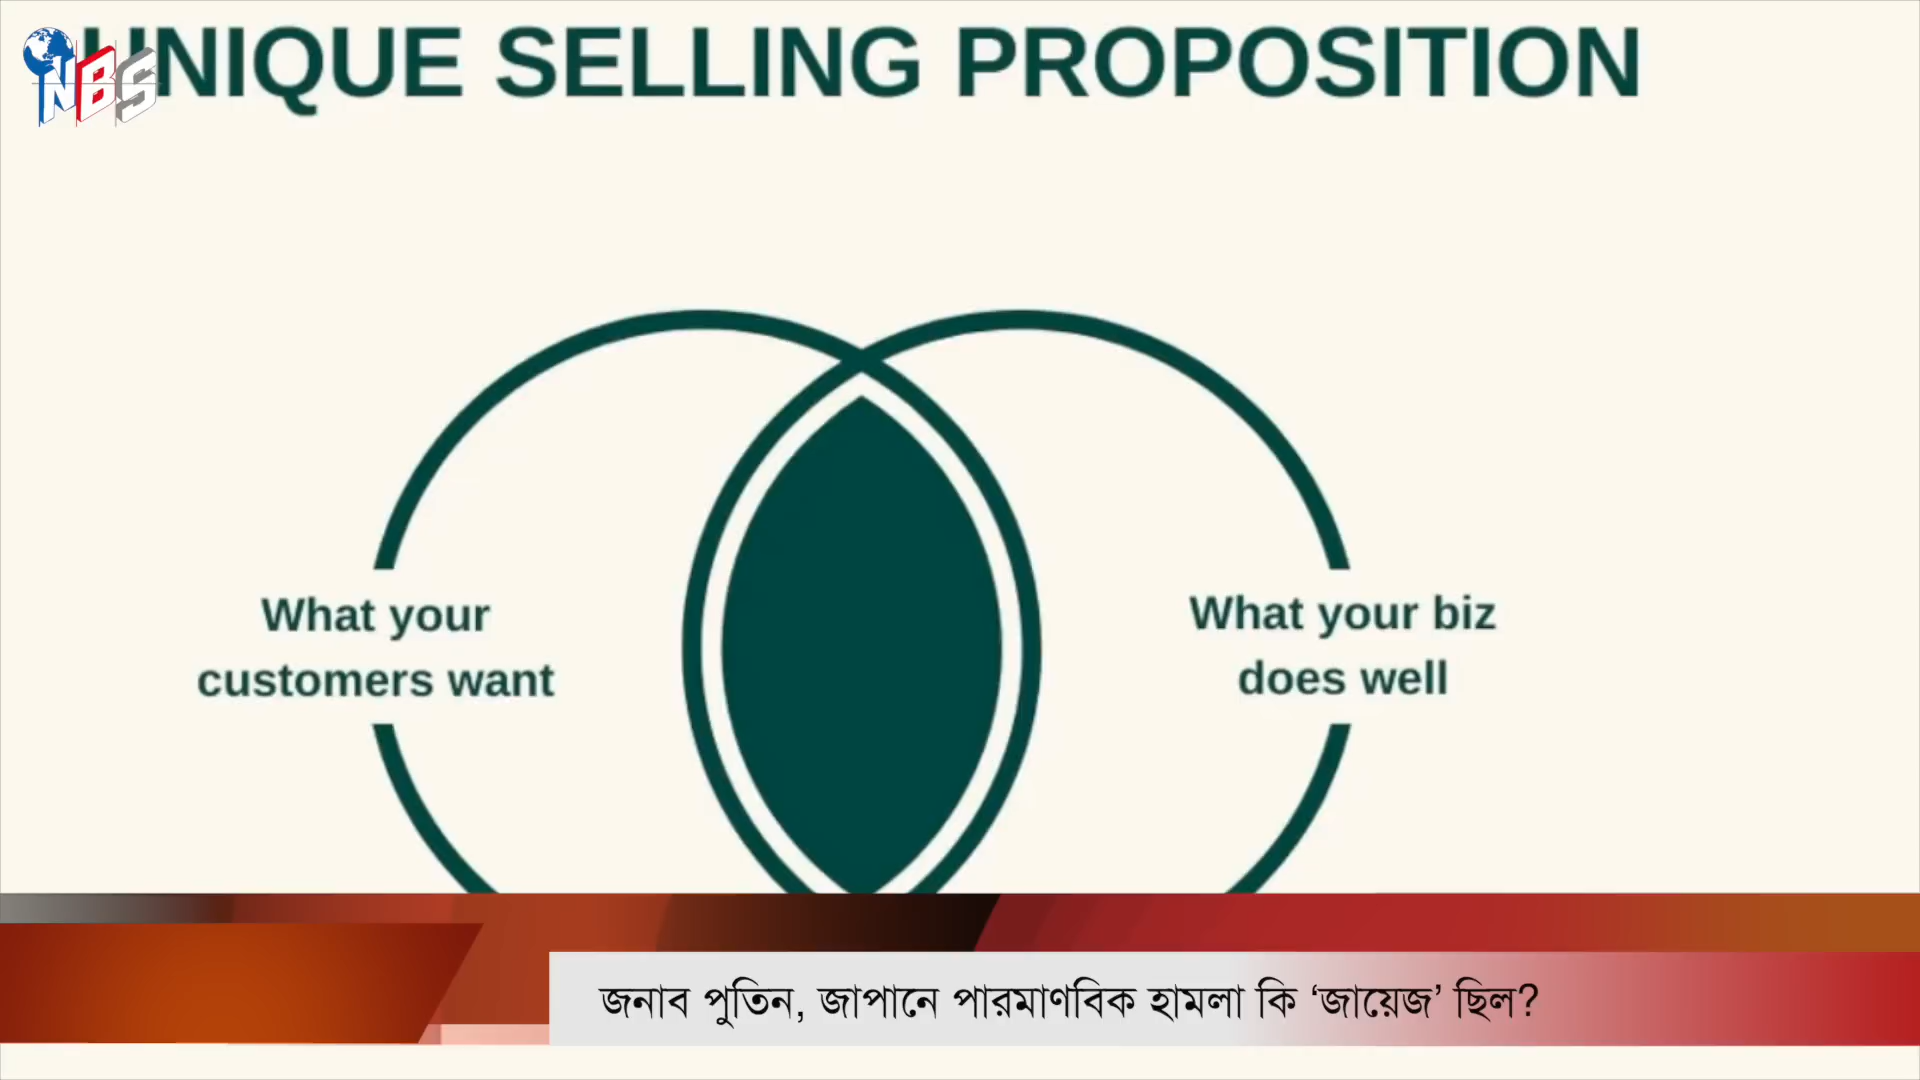 UNIQUE SELLING PROPOSITION
NBS
What your
customers want
What your biz
does well
জনাব পুতিন, জাপানে পারমাণবিক হামলা কি ‘জায়েজ’ ছিল?